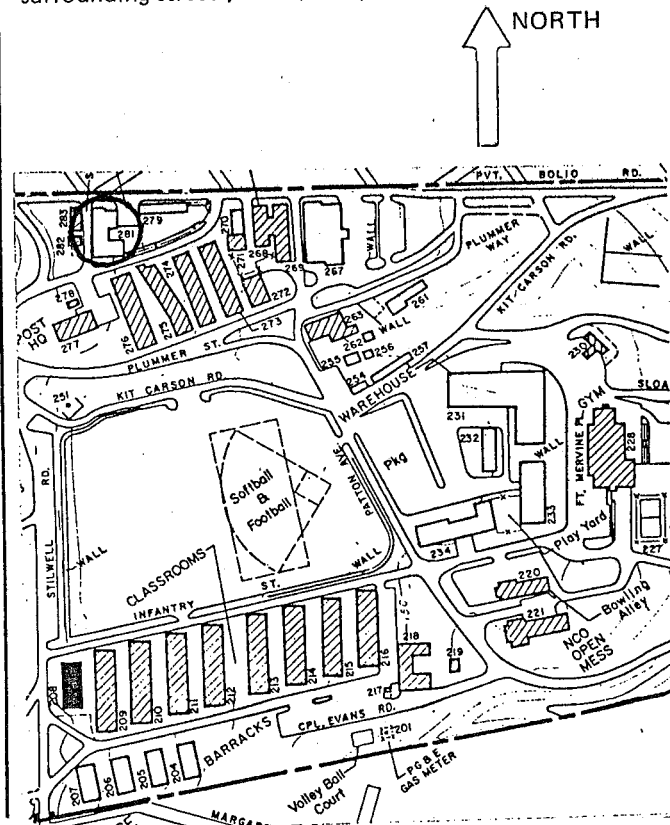 NORTH
PVT. BOLIO RD.
283
282
281
279
270
271
268
269
267
WALL
PLUMMER
WAY
KIT CARSON RD.
WALL
278
POST
HQ
277
276
275
274
272
273
PLUMMER ST.
263
262
WALL
261
255
256
254
257
WAREHOUSE
251
KIT CARSON RD.
230
SLOA
231
232
WALL
FT. MERVINE PL.
GYM
228
STILWELL RD.
Softball
&
Football
PATTON AVE
Pkg
233
234
Play Yard
227
WALL
CLASSROOMS
INFANTRY ST.
WALL
220
Bowling
Alley
221
NCO
OPEN
MESS
208
209
210
211
212
213
214
215
216
218
219
217
CPL. EVANS RD.
BARRACKS
207
206
205
204
201
PG&E
GAS METER
Volley Ball
Court